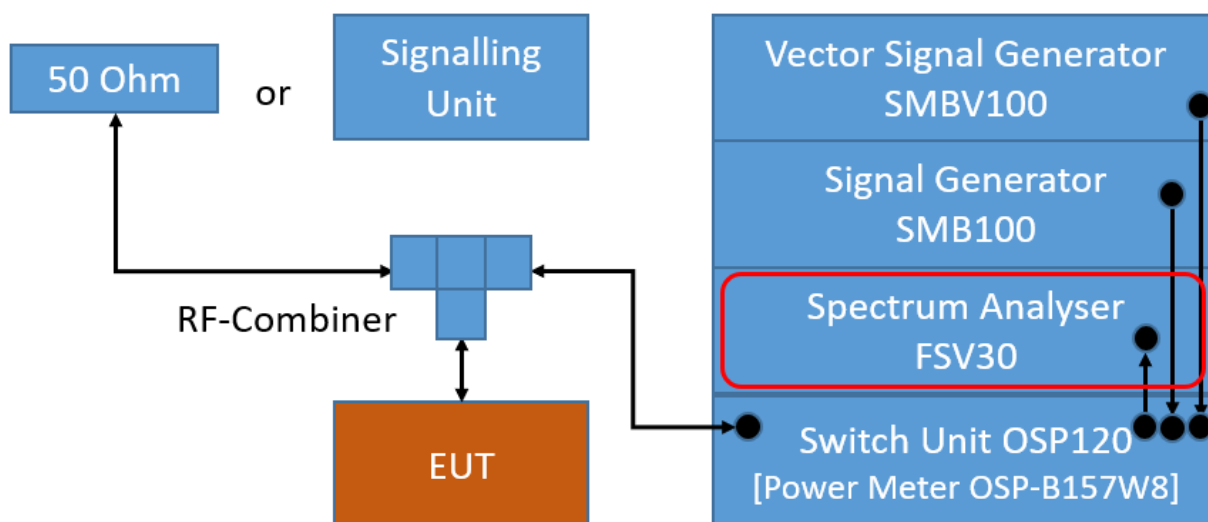 50 Ohm
or
Signalling
Unit
Vector Signal Generator
SMBV100
Signal Generator
SMB100
RF-Combiner
Spectrum Analyser
FSV30
EUT
Switch Unit OSP120
[Power Meter OSP-B157W8]